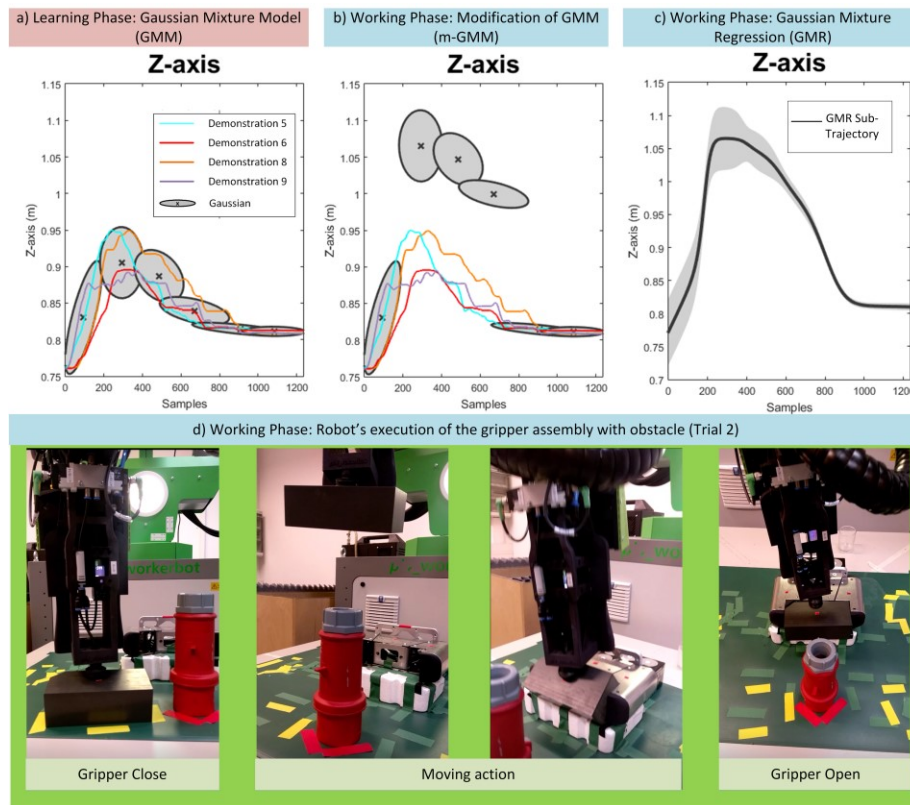 a) Learning Phase: Gaussian Mixture Model
(GMM)
b) Working Phase: Modification of GMM
(m-GMM)
c) Working Phase: Gaussian Mixture
Regression (GMR)
Z-axis
1.15
1.1
1.05
1
0.95
0.9
0.85
0.8
0.75
Z-axis (m)
0
200
400
600
800
1000
1200
Samples
Demonstration 5
Demonstration 6
Demonstration 8
Demonstration 9
Gaussian
Z-axis
1.15
1.1
1.05
1
0.95
0.9
0.85
0.8
0.75
Z-axis (m)
0
200
400
600
800
1000
1200
Samples
Z-axis
1.15
1.1
1.05
1
0.95
0.9
0.85
0.8
0.75
0.7
Z-axis (m)
0
200
400
600
800
1000
1200
Samples
GMR Sub-
Trajectory
d) Working Phase: Robot's execution of the gripper assembly with obstacle (Trial 2)
workerbot
Gripper Close
Moving action
Gripper Open